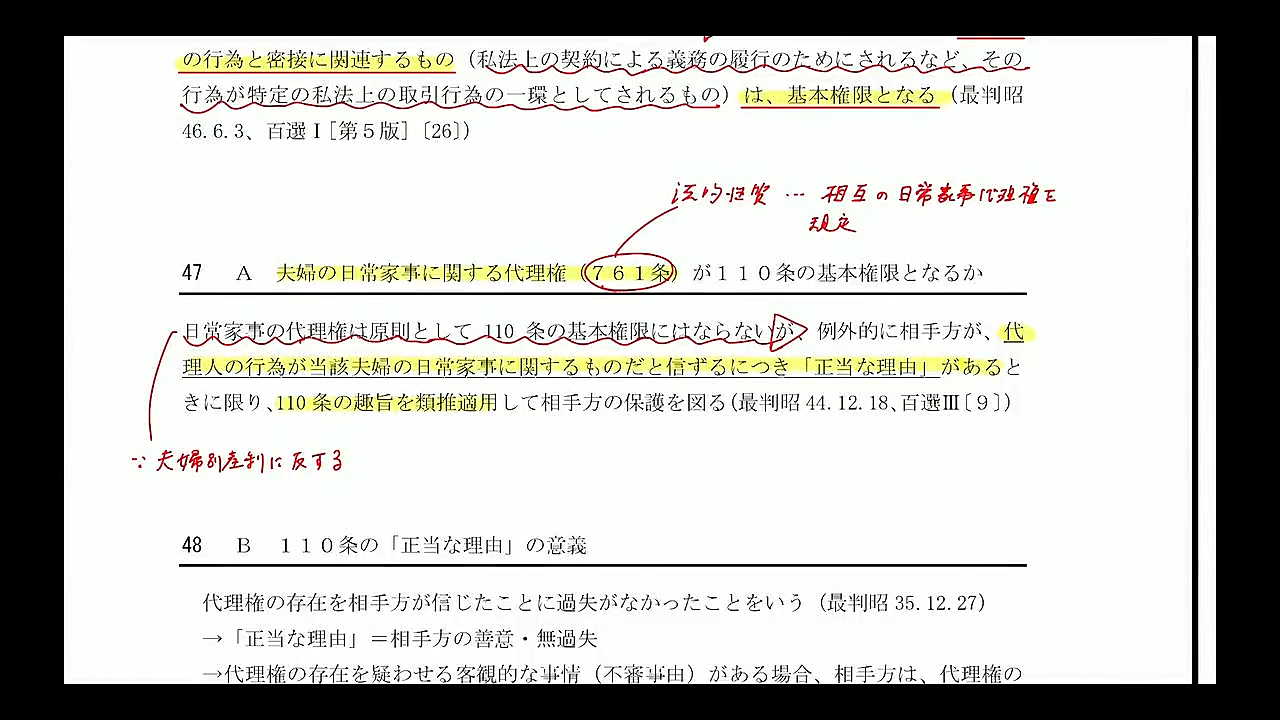 の行為と密接に関連するもの（私法上の契約による義務の履行のためにされるなど、その
行為が特定の私法上の取引行為の一環としてされるもの）は、基本権限となる（最判昭
46.6.3、百選Ⅰ［第５版］〔26〕）
法的性質 … 相互の日常家事代理権を
規定
47 A 夫婦の日常家事に関する代理権（７６１条）が１１０条の基本権限となるか
日常家事の代理権は原則として 110 条の基本権限にはならないが、例外的に相手方が、代
理人の行為が当該夫婦の日常家事に関するものだと信ずるにつき「正当な理由」があると
きに限り、110 条の趣旨を類推適用して相手方の保護を図る（最判昭 44.12.18、百選Ⅲ〔９〕）
∵ 夫婦別産制に反する
48 B １１０条の「正当な理由」の意義
代理権の存在を相手方が信じたことに過失がなかったことをいう（最判昭 35.12.27）
→「正当な理由」＝相手方の善意・無過失
→代理権の存在を疑わせる客観的な事情（不審事由）がある場合、相手方は、代理権の